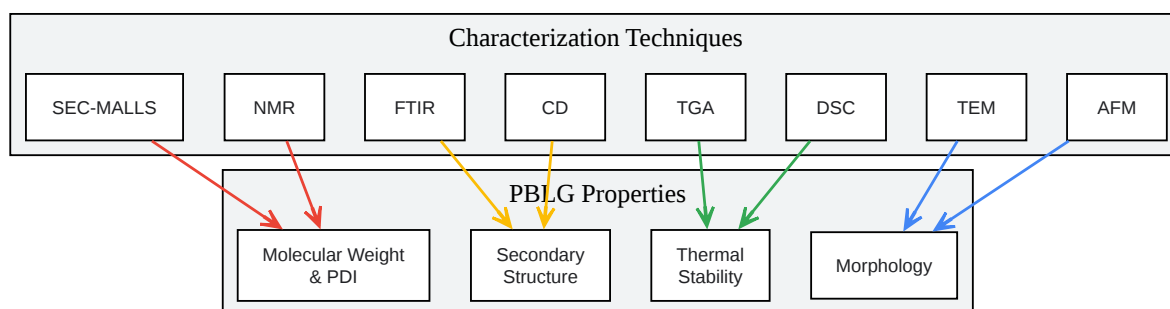 Characterization Techniques
SEC-MALLS
NMR
FTIR
CD
TGA
DSC
TEM
AFM
PBLG Properties
Molecular Weight
& PDI
Secondary
Structure
Thermal
Stability
Morphology